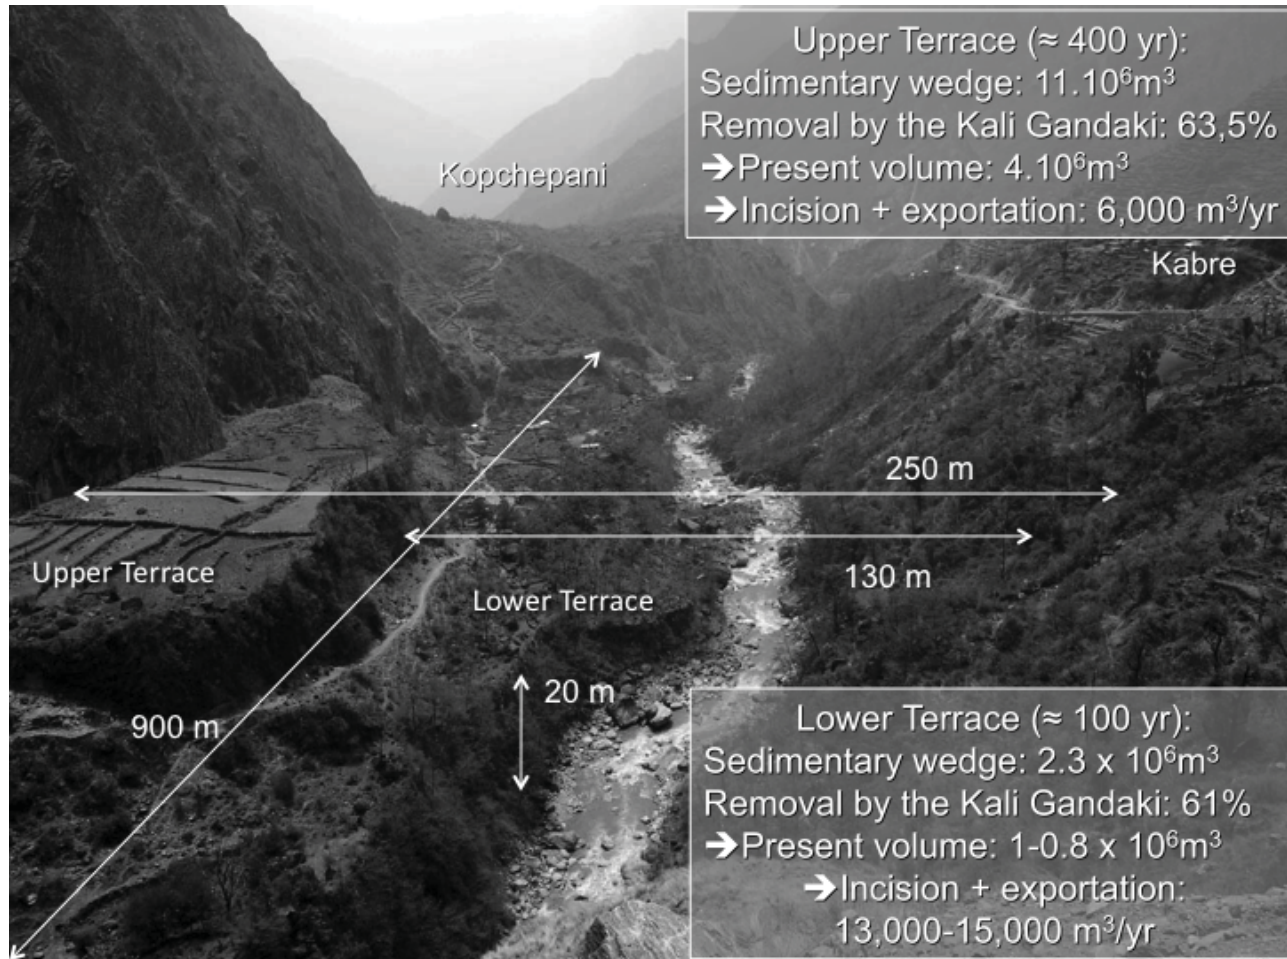 Upper Terrace (≈ 400 yr):
Sedimentary wedge: 11.10⁶m³
Removal by the Kali Gandaki: 63,5%
➔Present volume: 4.10⁶m³
➔Incision + exportation: 6,000 m³/yr
Kopchepani
Kabre
250 m
130 m
Upper Terrace
Lower Terrace
20 m
900 m
Lower Terrace (≈ 100 yr):
Sedimentary wedge: 2.3 x 10⁶m³
Removal by the Kali Gandaki: 61%
➔Present volume: 1-0.8 x 10⁶m³
➔Incision + exportation:
13,000-15,000 m³/yr